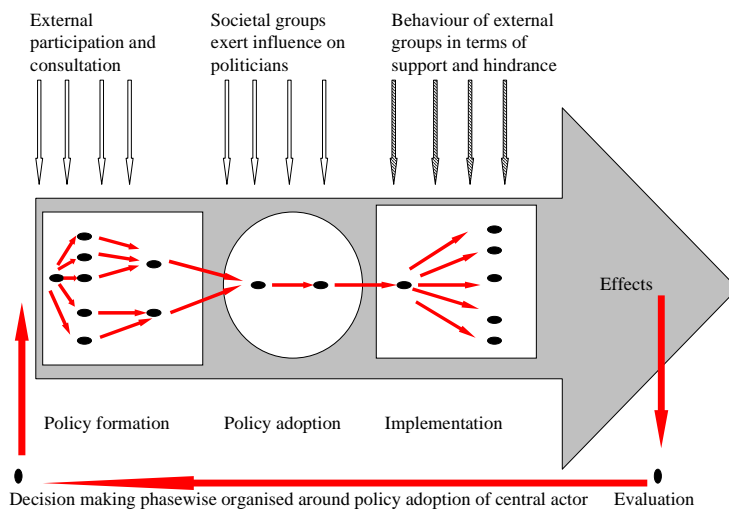 External
participation and
consultation
Societal groups
exert influence on
politicians
Behaviour of external
groups in terms of
support and hindrance
Effects
Policy formation
Policy adoption
Implementation
Decision making phasewise organised around policy adoption of central actor
Evaluation